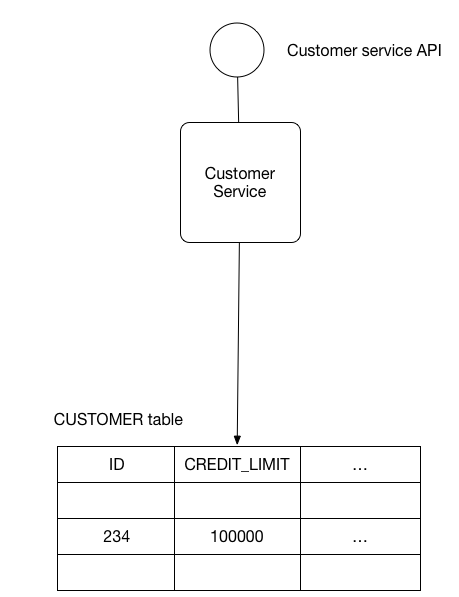 Customer service API
Customer
Service
CUSTOMER table
ID CREDIT_LIMIT ...
234 100000 ...